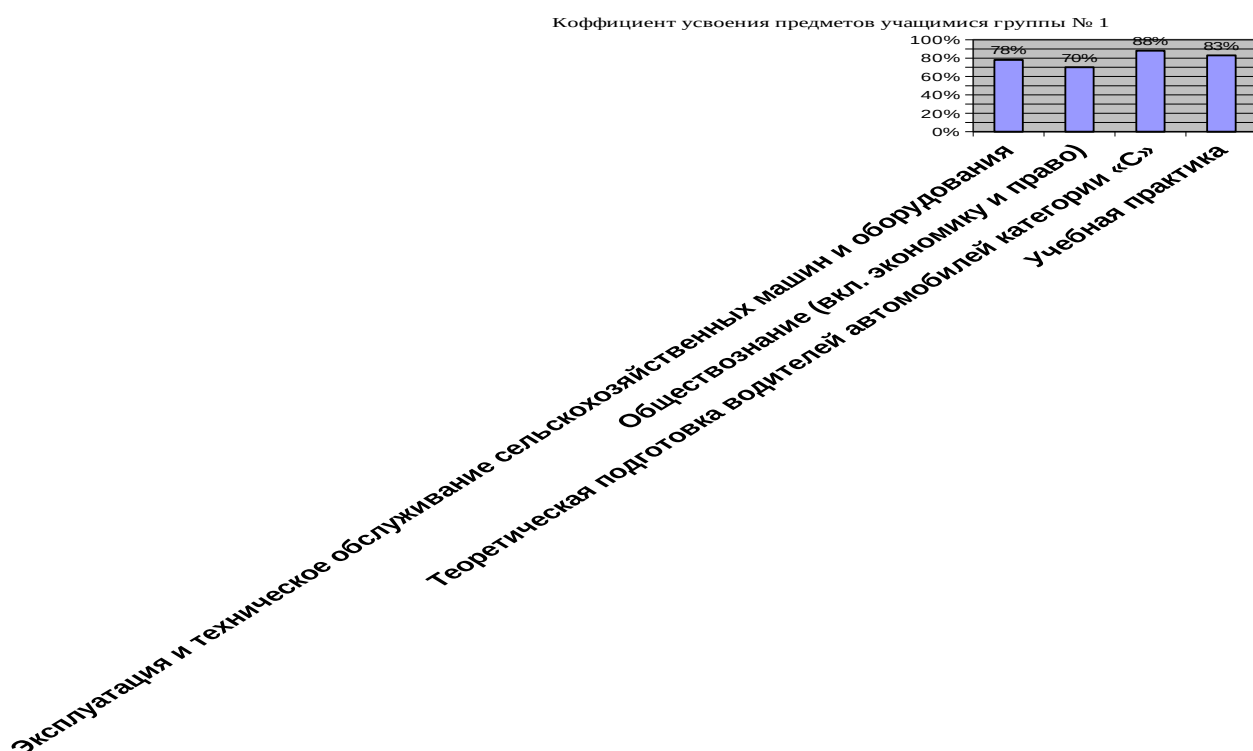 Коффициент усвоения предметов учащимися группы № 1
100%
80%
60%
40%
20%
0%
78%
70%
88%
83%
Эксплуатация и техническое обслуживание сельскохозяйственных машин и оборудования
Обществознание (вкл. экономику и право)
Теоретическая подготовка водителей автомобилей категории «С»
Учебная практика